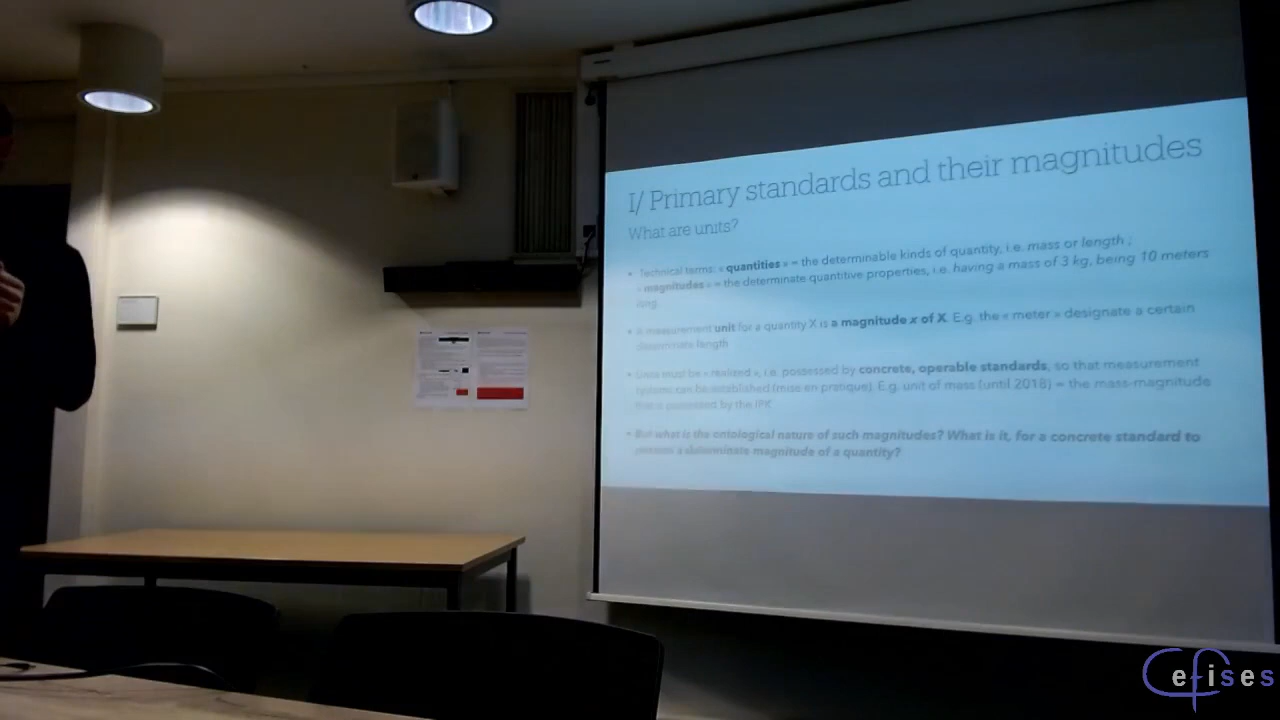 I/ Primary standards and their magnitudes
What are units?
• Technical terms: « quantities » = the determinable kinds of quantity, i.e. mass or length ;
« magnitudes » = the determinate quantitive properties, i.e. having a mass of 3 kg, being 10 meters
long
• A measurement unit for a quantity X is a magnitude x of X. E.g. the « meter » designate a certain
determinate length
• Units must be « realized », i.e. possessed by concrete, operable standards, so that measurement
systems can be established (mise en pratique). E.g. unit of mass (until 2018) = the mass-magnitude
that is possessed by the IPK
• But what is the ontological nature of such magnitudes? What is it, for a concrete standard to
possess a determinate magnitude of a quantity?
Cefises